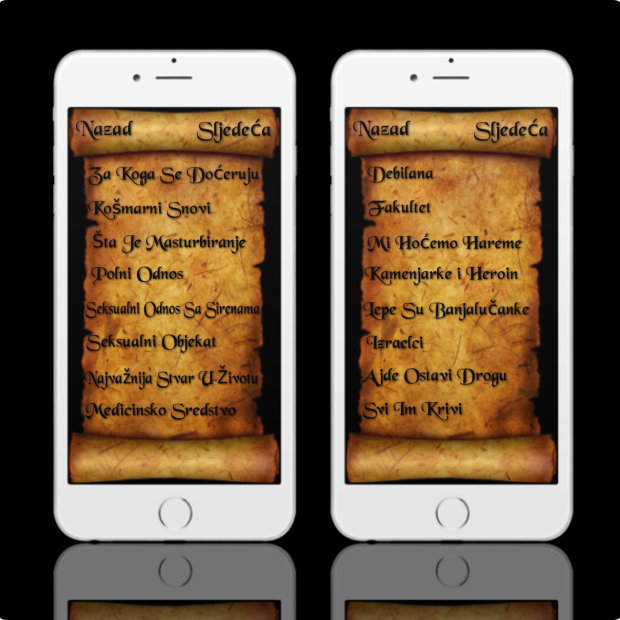 Nazad Sljedeća
Za Koga Se Doćeruju
Košmarni Snovi
Šta Je Masturbiranje
Polni Odnos
Seksualni Odnos Sa Sirenama
Seksualni Objekat
Najvažnija Stvar U Životu
Medicinsko Sredstvo
Nazad Sljedeća
Debilana
Fakultet
Mi Hoćemo Hareme
Kamenjarke i Heroin
Lepe Su Banjalučanke
Izraelci
Ajde Ostavi Drogu
Svi Im Krivi